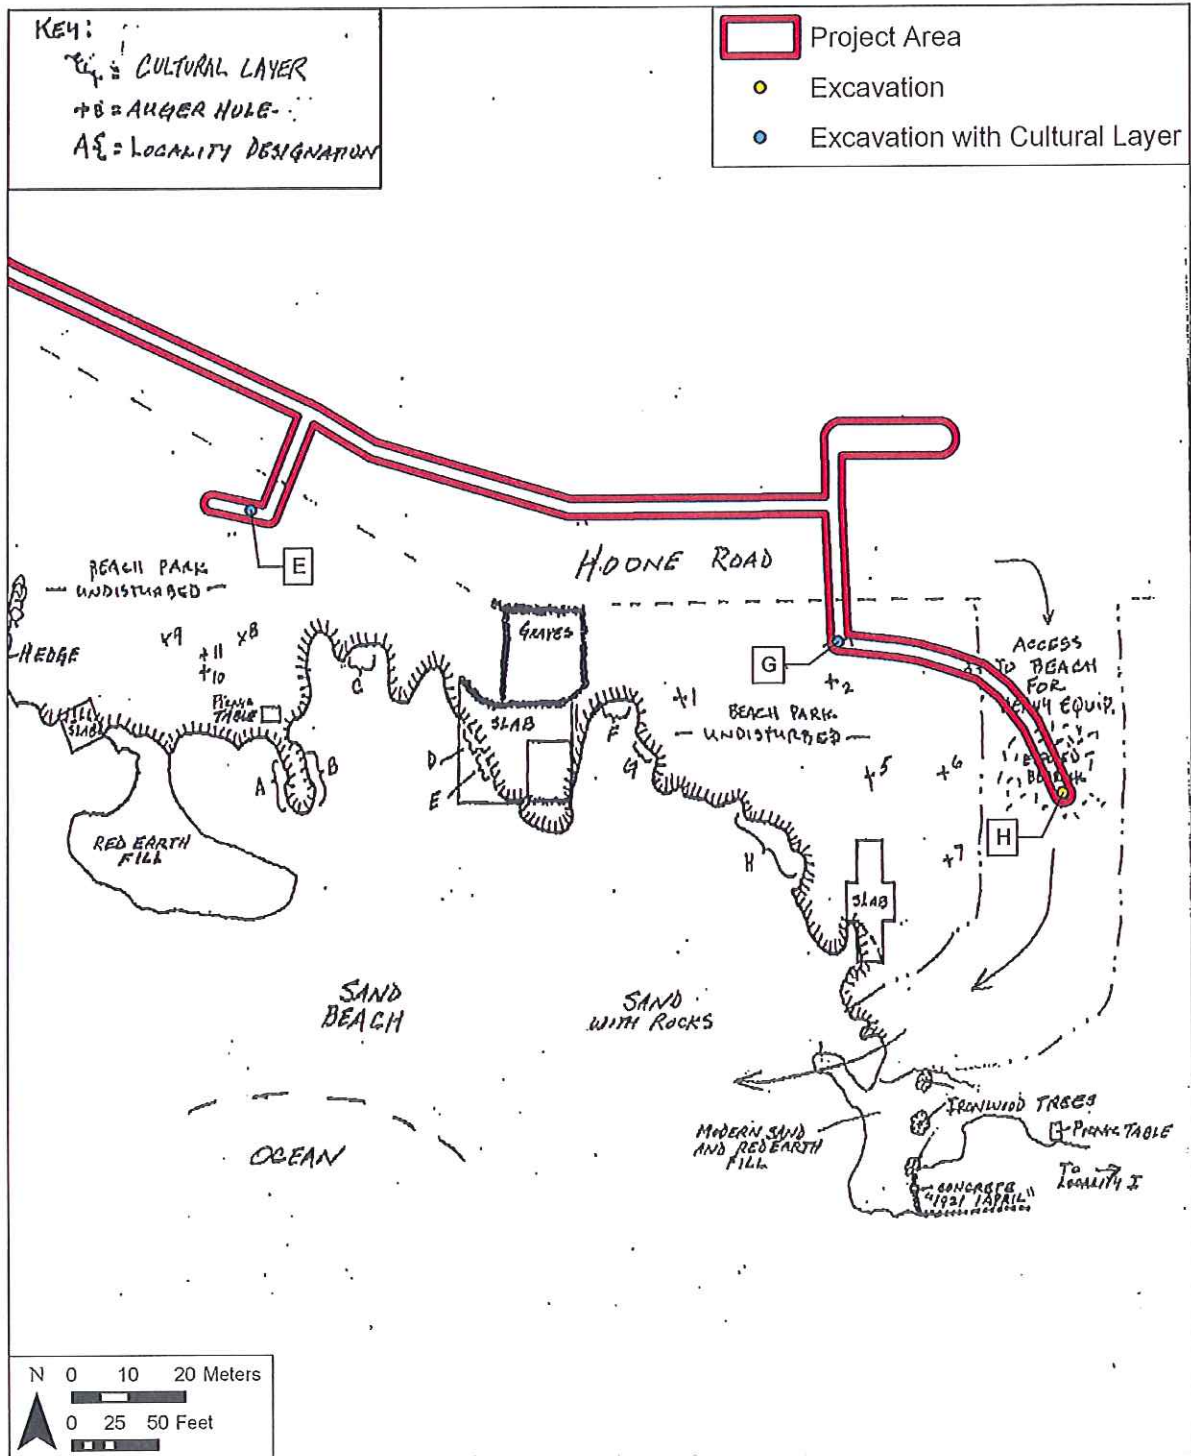 KEY:
= CULTURAL LAYER
+8 = AUGER HOLE
A = LOCALITY DESIGNATION
Project Area
Excavation
Excavation with Cultural Layer
HOONE ROAD
E
BEACH PARK
UNDISTURBED
HEDGE
x9
x8
+11
+10
PICNIC
TABLE
SLAB
C
GRAVES
SLAB
A
B
D
E
F
G
+1
G
+2
BEACH PARK
UNDISTURBED
ACCESS
TO BEACH
FOR
EQUIP.
+5
+6
+7
H
H
SLAB
RED EARTH
FILL
SAND
BEACH
SAND
WITH ROCKS
OCEAN
IRONWOOD TREES
PICNIC TABLE
MODERN SAND
AND RED EARTH
FILL
TO
LOCALITY I
CONCRETE
"1921 1APRIL"
N 0 10 20 Meters
0 25 50 Feet